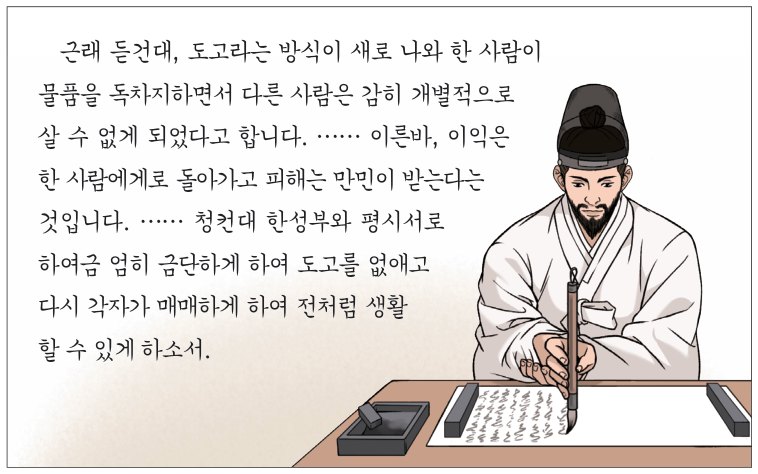 근래 듣건대, 도고라는 방식이 새로 나와 한 사람이
물품을 독차지하면서 다른 사람은 감히 개별적으로
살 수 없게 되었다고 합니다. …… 이른바, 이익은
한 사람에게로 돌아가고 피해는 만민이 받는다는
것입니다. …… 청컨대 한성부와 평시서로
하여금 엄히 금단하게 하여 도고를 없애고
다시 각자가 매매하게 하여 전처럼 생활
할 수 있게 하소서.